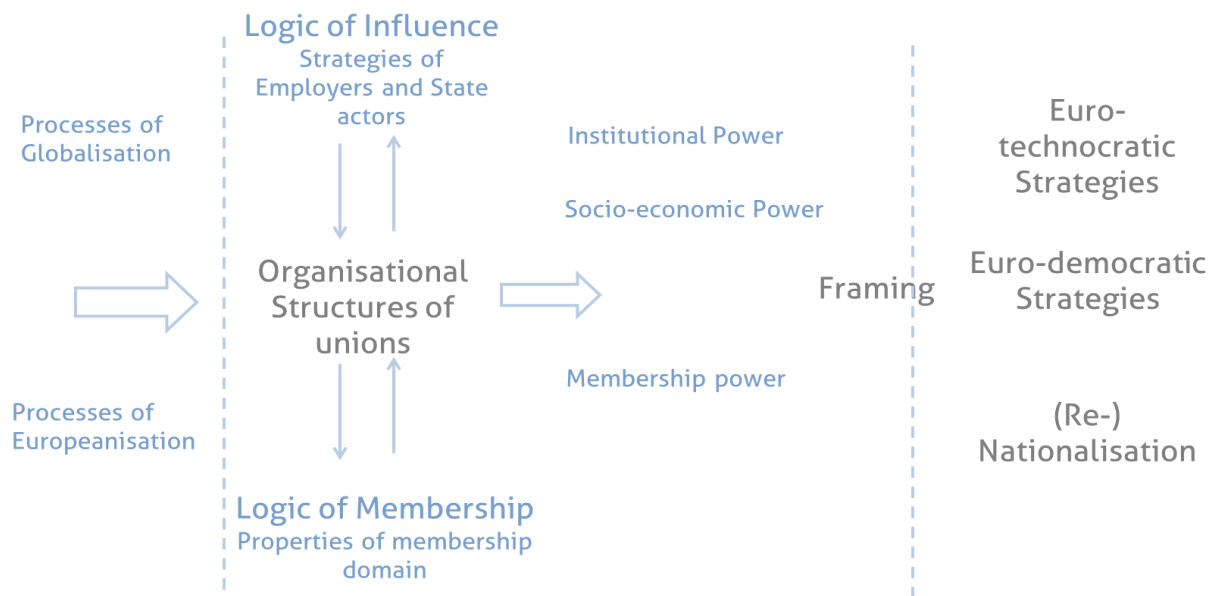 Processes of
Globalisation
Processes of
Europeanisation
Logic of Influence
Strategies of
Employers and State
actors
Organisational
Structures of
unions
Logic of Membership
Properties of membership
domain
Institutional Power
Socio-economic Power
Membership power
Framing
Euro-
technocratic
Strategies
Euro-democratic
Strategies
(Re-)
Nationalisation